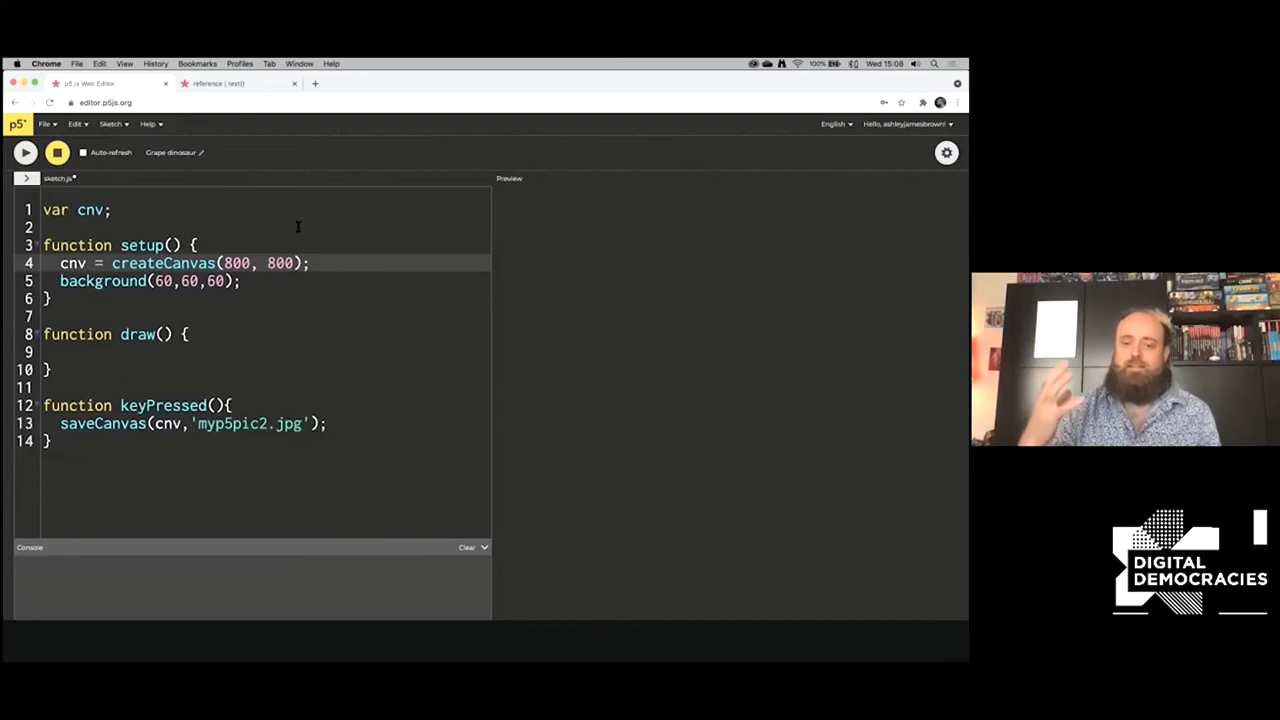 Chrome File Edit View History Bookmarks Profiles Tab Window Help
100% Wed 15:08
p5.js Web Editor
reference | text()
editor.p5js.org
p5* File Edit Sketch Help
English Hello, ashleyjamesbrown!
Auto-refresh Grape dinosaur
sketch.js
Preview
1 var cnv;
2
3 function setup() {
4 cnv = createCanvas(800, 800);
5 background(60,60,60);
6 }
7
8 function draw() {
9
10 }
11
12 function keyPressed(){
13 saveCanvas(cnv,'myp5pic2.jpg');
14 }
Console
Clear
DIGITAL
DEMOCRACIES